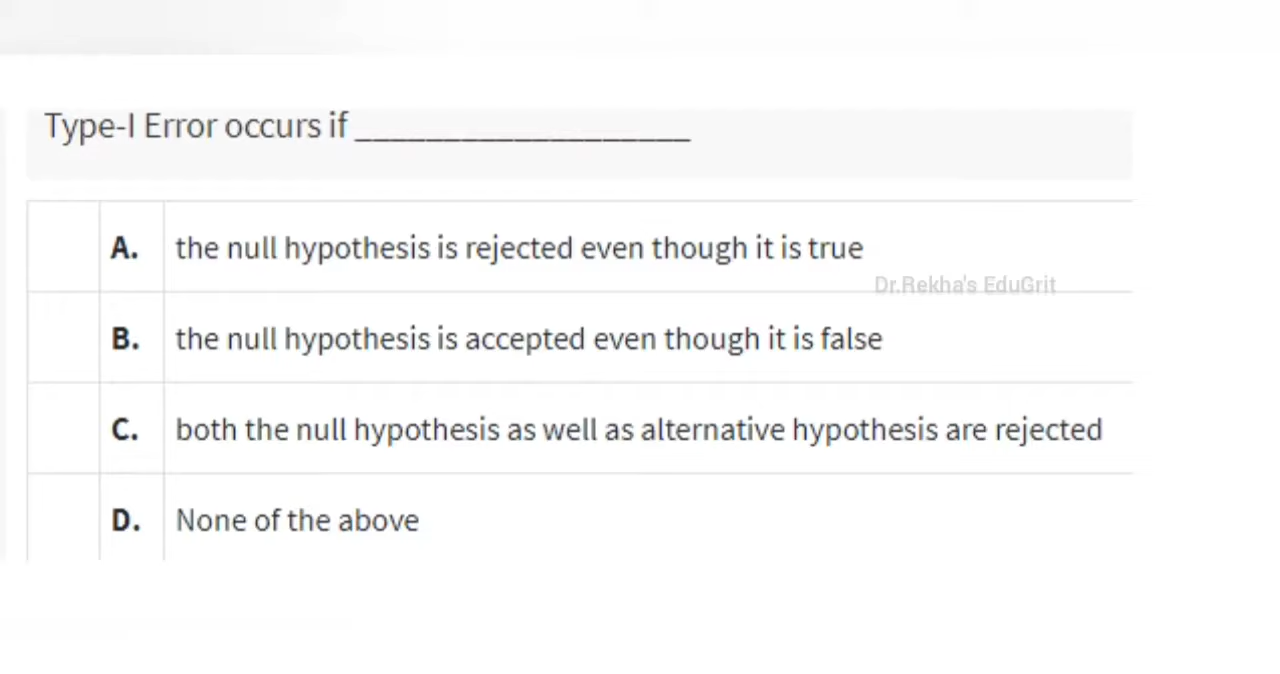 Type-I Error occurs if ____________________
A. the null hypothesis is rejected even though it is true
Dr.Rekha's EduGrit
B. the null hypothesis is accepted even though it is false
C. both the null hypothesis as well as alternative hypothesis are rejected
D. None of the above